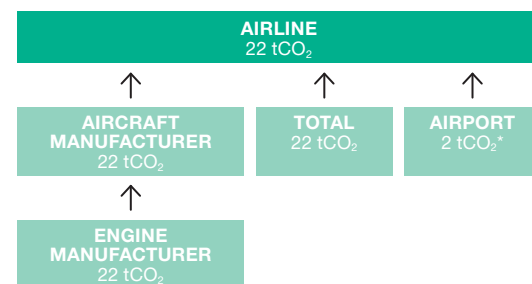 AIRLINE
22 tCO₂
AIRCRAFT
MANUFACTURER
22 tCO₂
TOTAL
22 tCO₂
AIRPORT
2 tCO₂*
ENGINE
MANUFACTURER
22 tCO₂